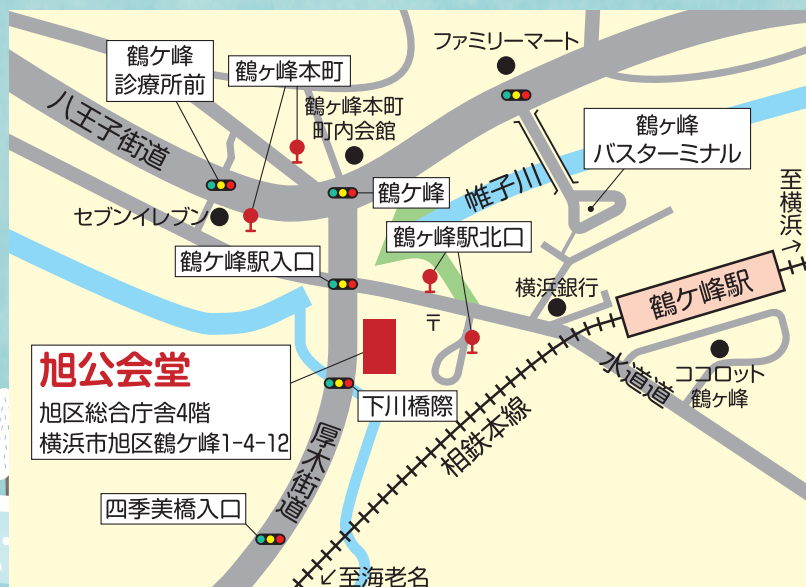 鶴ケ峰
診療所前
鶴ヶ峰本町
ファミリーマート
鶴ヶ峰本町
町内会館
八王子街道
鶴ヶ峰
バスターミナル
帷子川
至横浜→
鶴ケ峰
セブンイレブン
鶴ヶ峰駅北口
鶴ケ峰駅入口
横浜銀行
鶴ケ峰駅
〒
旭公会堂
旭区総合庁舎4階
横浜市旭区鶴ケ峰1-4-12
下川橋際
水道道
ココロット
鶴ヶ峰
相鉄本線
厚木街道
四季美橋入口
↙至海老名